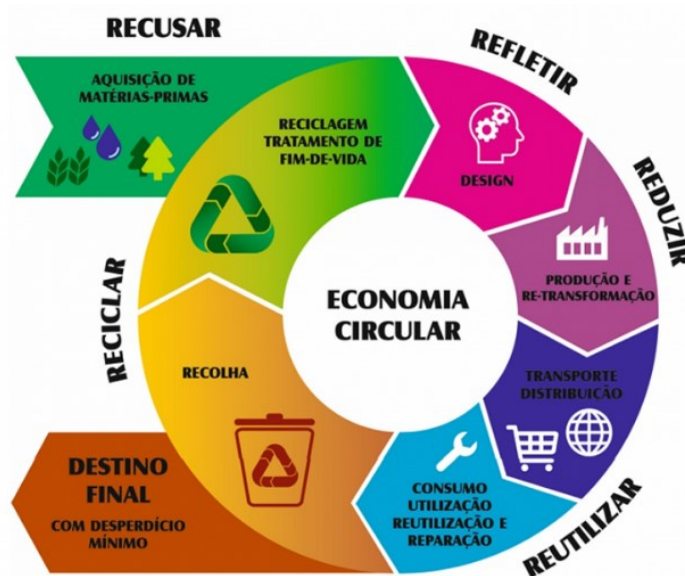 RECUSAR
AQUISIÇÃO DE
MATÉRIAS-PRIMAS
RECICLAGEM
TRATAMENTO DE
FIM-DE-VIDA
REFLETIR
DESIGN
REDUZIR
PRODUÇÃO E
RE-TRANSFORMAÇÃO
ECONOMIA
CIRCULAR
TRANSPORTE
DISTRIBUIÇÃO
REUTILIZAR
CONSUMO
UTILIZAÇÃO
REUTILIZAÇÃO E
REPARAÇÃO
RECICLAR
RECOLHA
DESTINO
FINAL
COM DESPERDÍCIO
MÍNIMO